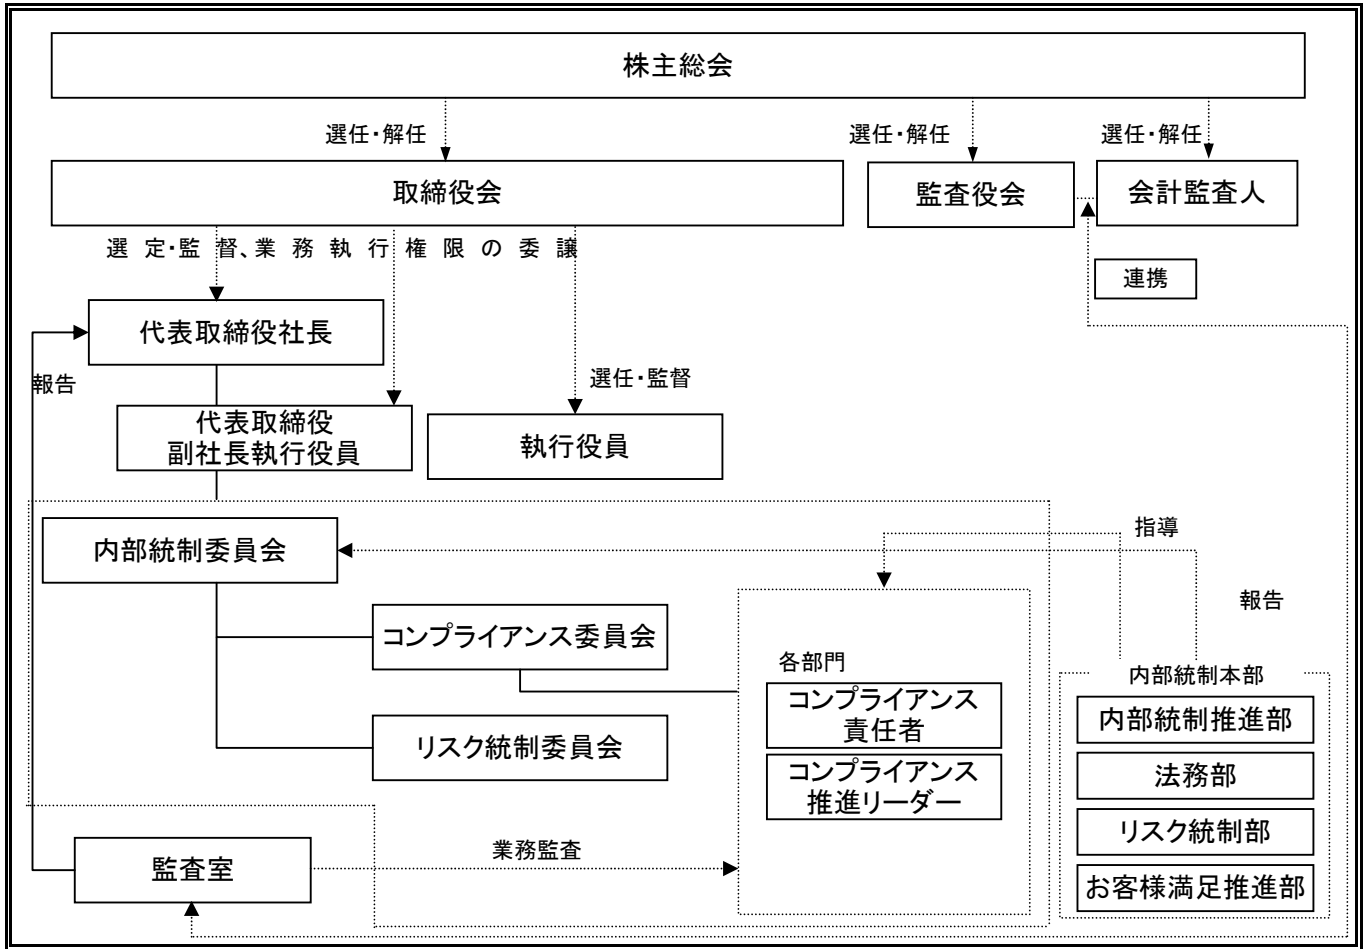 株主総会
選任・解任
選任・解任
選任・解任
取締役会
監査役会
会計監査人
選定・監督、業務執行権限の委譲
連携
代表取締役社長
報告
選任・監督
代表取締役
副社長執行役員
執行役員
内部統制委員会
指導
報告
コンプライアンス委員会
各部門
内部統制本部
コンプライアンス
責任者
内部統制推進部
リスク統制委員会
コンプライアンス
推進リーダー
法務部
リスク統制部
監査室
業務監査
お客様満足推進部